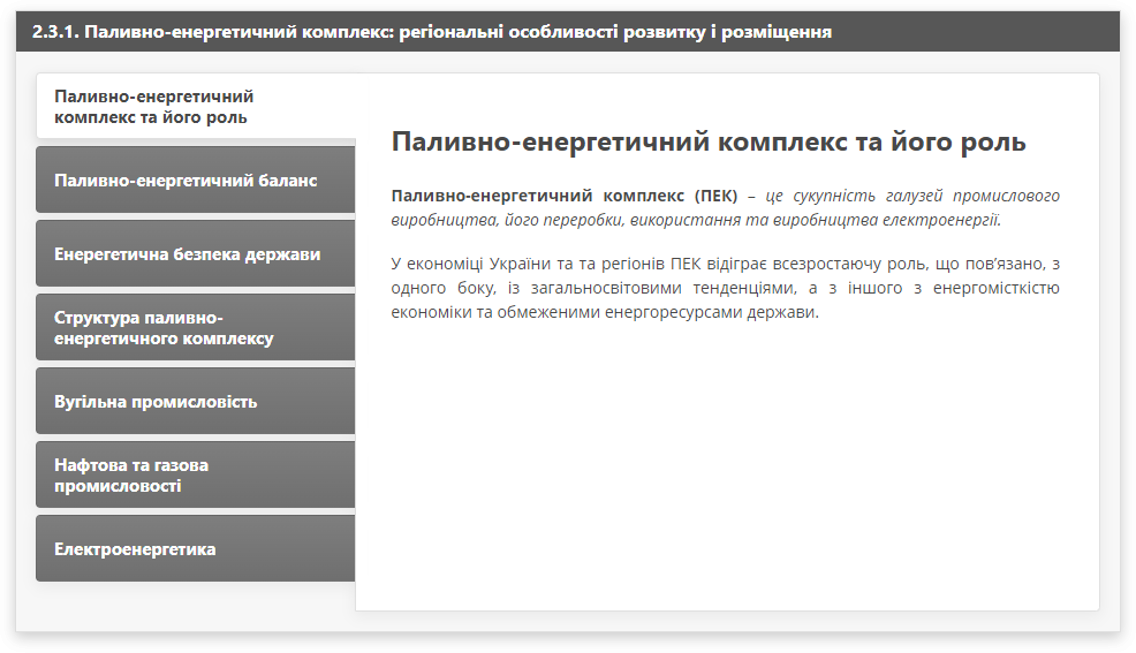 2.3.1. Паливно-енергетичний комплекс: регіональні особливості розвитку і розміщення
Паливно-енергетичний
комплекс та його роль
Паливно-енергетичний баланс
Енерегетична безпека держави
Структура паливно-
енергетичного комплексу
Вугільна промисловість
Нафтова та газова
промисловості
Електроенергетика
Паливно-енергетичний комплекс та його роль
Паливно-енергетичний комплекс (ПЕК) – це сукупність галузей промислового
виробництва, його переробки, використання та виробництва електроенергії.
У економіці України та та регіонів ПЕК відіграє всезростаючу роль, що пов’язано, з
одного боку, із загальносвітовими тенденціями, а з іншого з енергомісткістю
економіки та обмеженими енергоресурсами держави.